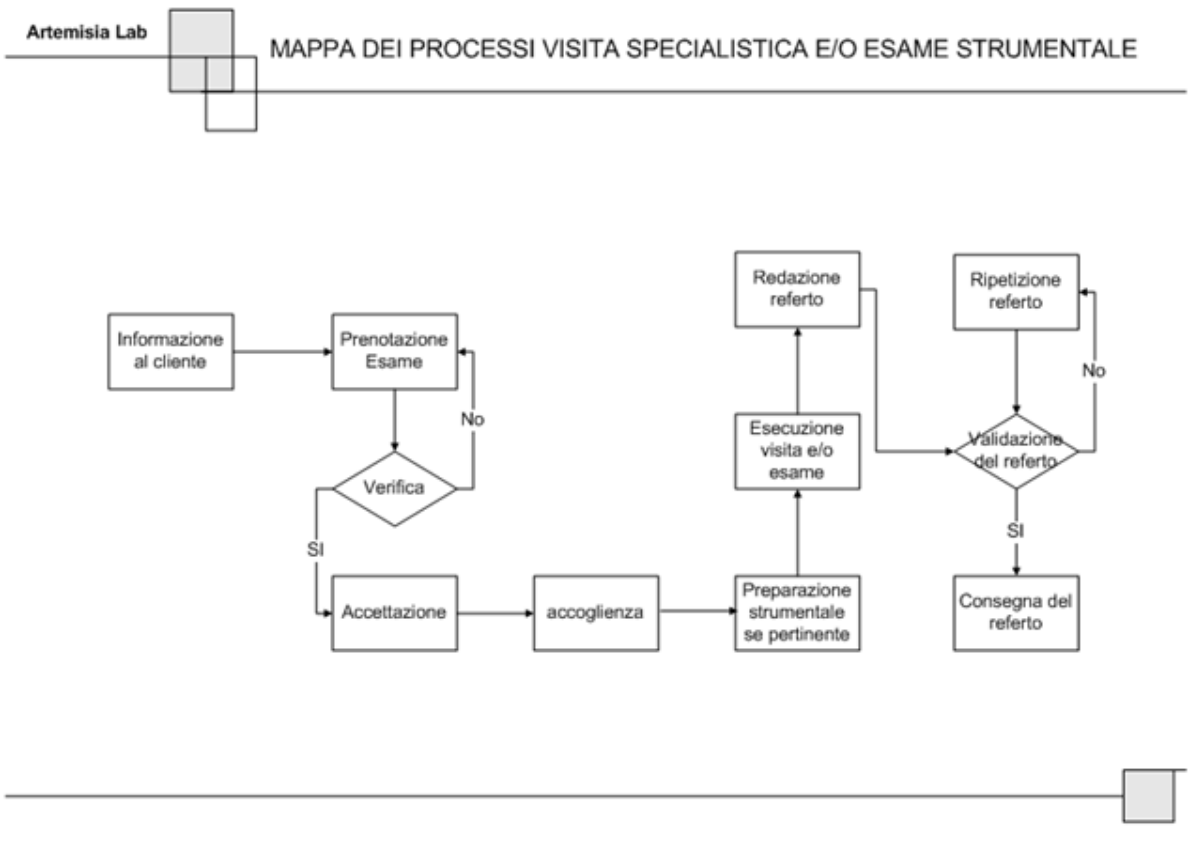 Artemisia Lab
MAPPA DEI PROCESSI VISITA SPECIALISTICA E/O ESAME STRUMENTALE
Informazione
al cliente
Prenotazione
Esame
No
Verifica
SI
Accettazione
accoglienza
Preparazione
strumentale
se pertinente
Esecuzione
visita e/o
esame
Redazione
referto
Ripetizione
referto
No
Validazione
del referto
SI
Consegna del
referto